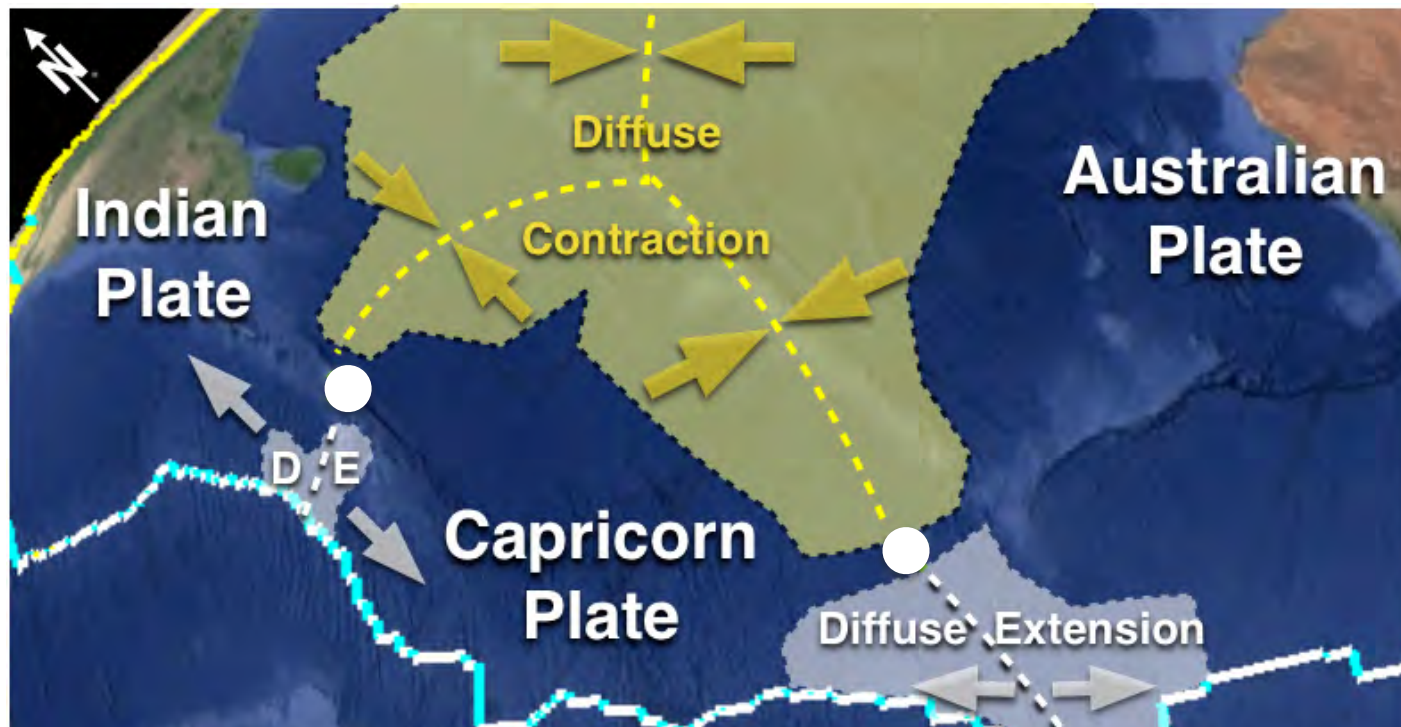 N
Diffuse
Contraction
Indian
Plate
Australian
Plate
D E
Capricorn
Plate
Diffuse Extension